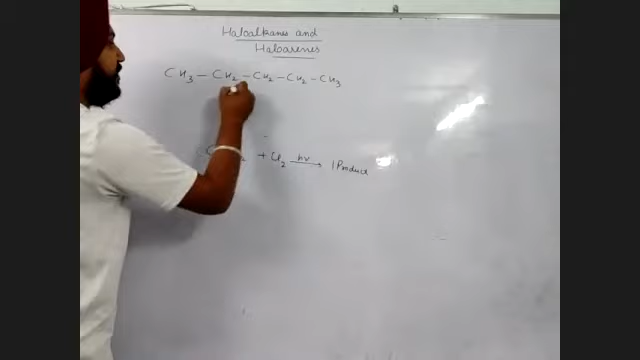 Haloalkanes and
Haloarenes
CH3 – CH2 – CH2 – CH2 – CH3
+ Cl2 hν → 1 Product